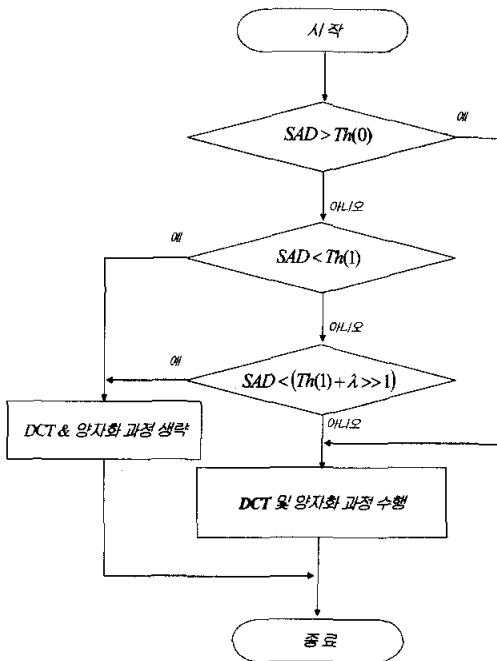 시 작
예
SAD > Th(0)
아니오
예
SAD < Th(1)
아니오
예
SAD < (Th(1) + λ >> 1)
아니오
DCT & 양자화 과정 생략
DCT 및 양자화 과정 수행
종 료